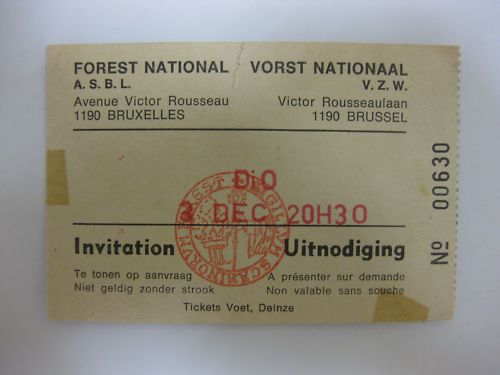 FOREST NATIONAL
A.S.B.L.
Avenue Victor Rousseau
1190 BRUXELLES
VORST NATIONAAL
V.Z.W.
Victor Rousseaulaan
1190 BRUSSEL
DiO
3 DEC 20H30
Invitation
Te tonen op aanvraag
Niet geldig zonder strook
Uitnodiging
A présenter sur demande
Non valable sans souche
Tickets Voet, Deinze
Nº 00630